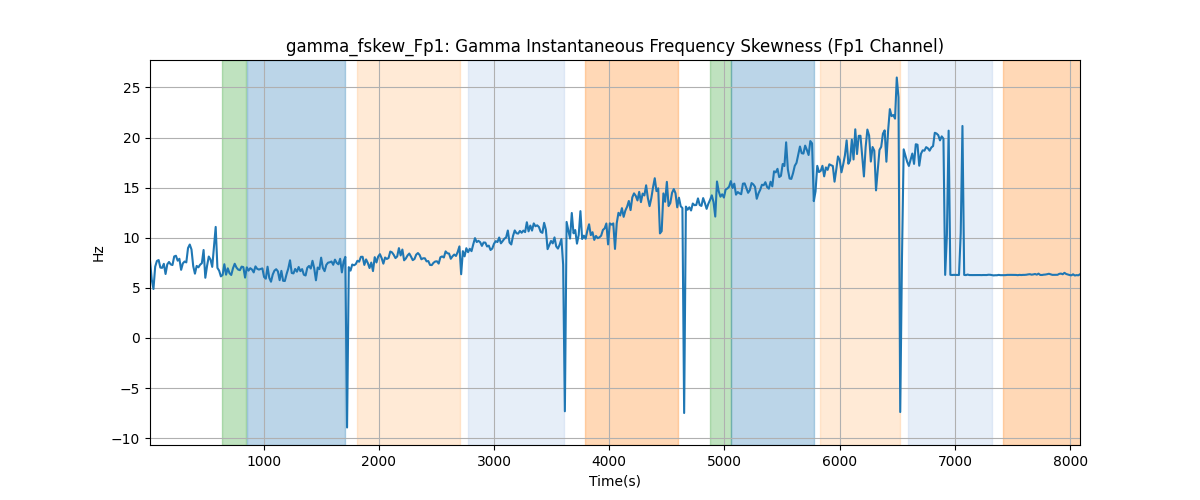 gamma_fskew_Fp1: Gamma Instantaneous Frequency Skewness (Fp1 Channel)
25
20
15
10
5
0
−5
−10
Hz
1000 2000 3000 4000 5000 6000 7000 8000
Time(s)